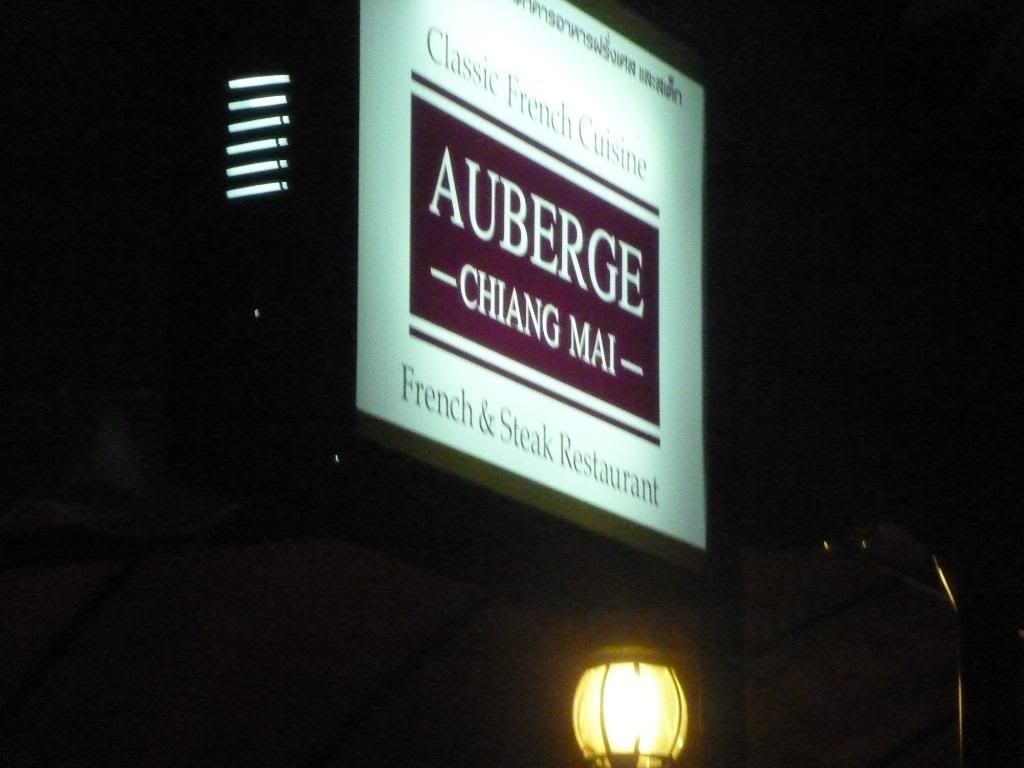 อาหารฝรั่งเศส และสเต็ก
Classic French Cuisine
AUBERGE
—CHIANG MAI—
French & Steak Restaurant